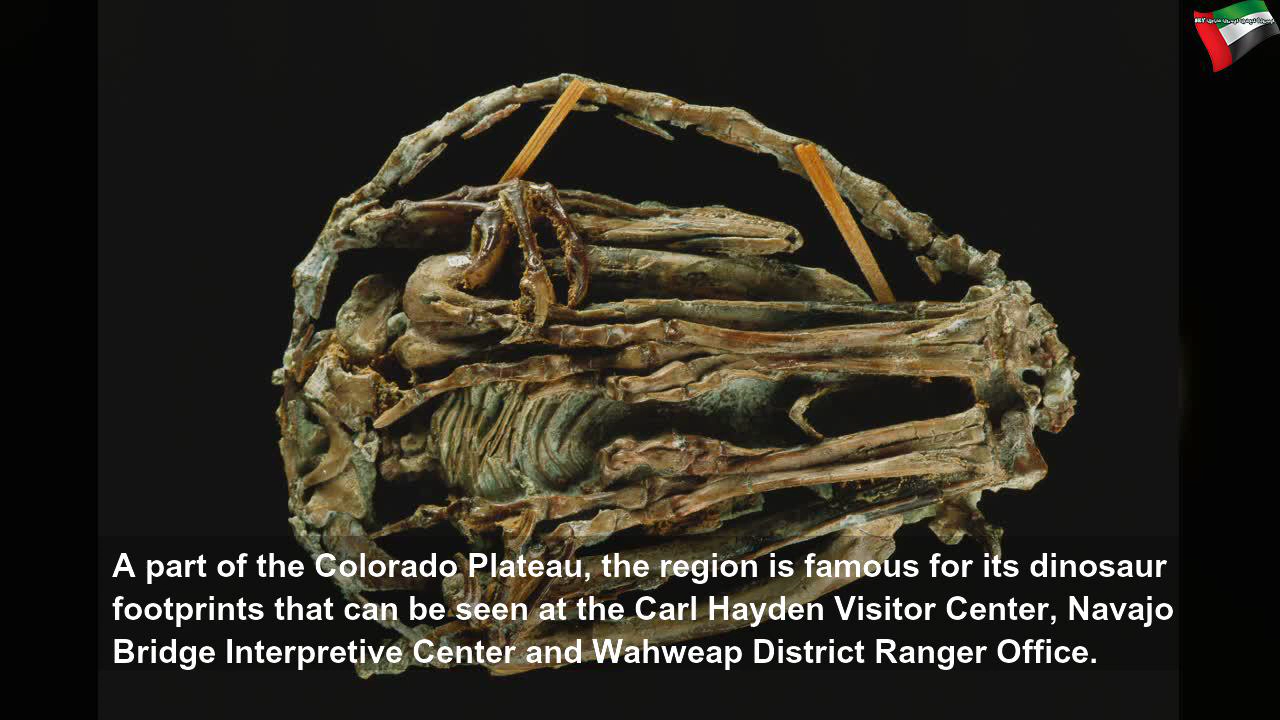 A part of the Colorado Plateau, the region is famous for its dinosaur
footprints that can be seen at the Carl Hayden Visitor Center, Navajo
Bridge Interpretive Center and Wahweap District Ranger Office.